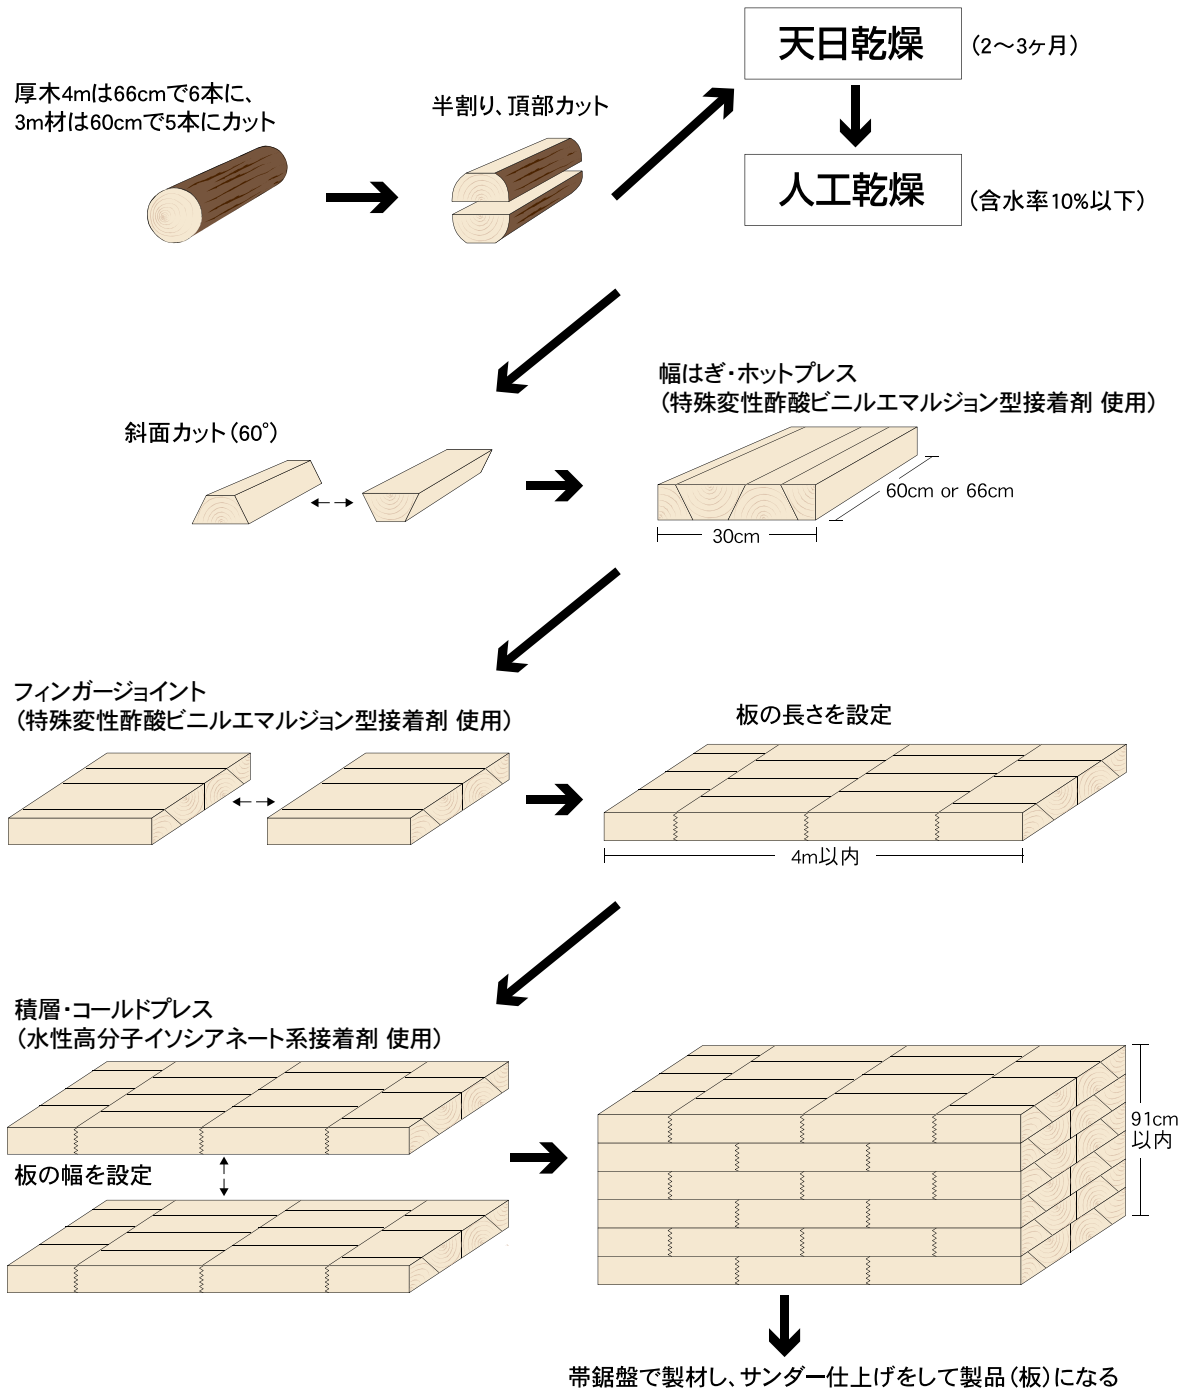 厚木4mは66cmで6本に、
3m材は60cmで5本にカット
半割り、頂部カット
天日乾燥
（2～3ヶ月）
人工乾燥
（含水率10%以下）
斜面カット（60°）
幅はぎ・ホットプレス
（特殊変性酢酸ビニルエマルジョン型接着剤 使用）
60cm or 66cm
30cm
フィンガージョイント
（特殊変性酢酸ビニルエマルジョン型接着剤 使用）
板の長さを設定
4m以内
積層・コールドプレス
（水性高分子イソシアネート系接着剤 使用）
板の幅を設定
91cm
以内
帯鋸盤で製材し、サンダー仕上げをして製品（板）になる